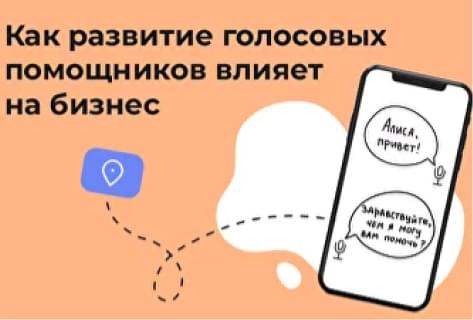 Как развитие голосовых
помощников влияет
на бизнес
Алиса,
привет!
Здравствуйте,
чем я могу
вам помочь?